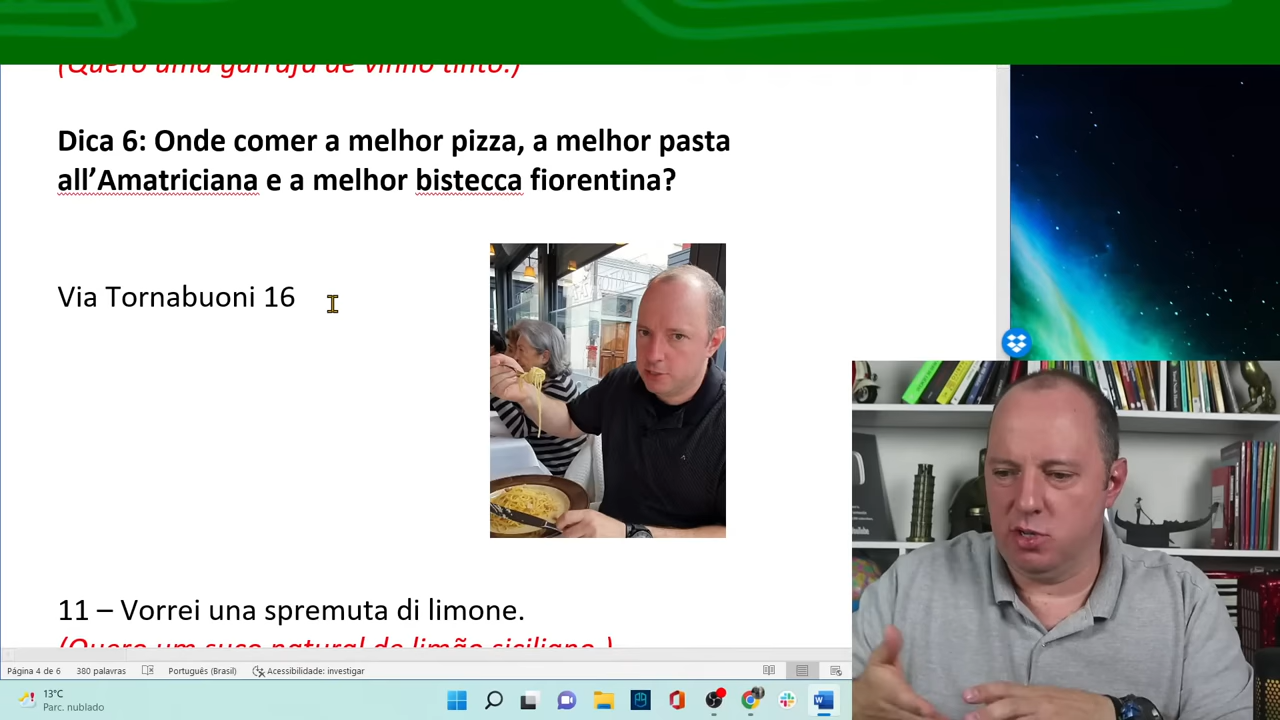 (Quero uma garrafa de vinho tinto.)
Dica 6: Onde comer a melhor pizza, a melhor pasta
all’Amatriciana e a melhor bistecca fiorentina?
Via Tornabuoni 16
11 – Vorrei una spremuta di limone.
(Quero um suco natural de limão siciliano.)
Página 4 de 6 380 palavras Português (Brasil) Acessibilidade: investigar
13°C
Parc. nublado